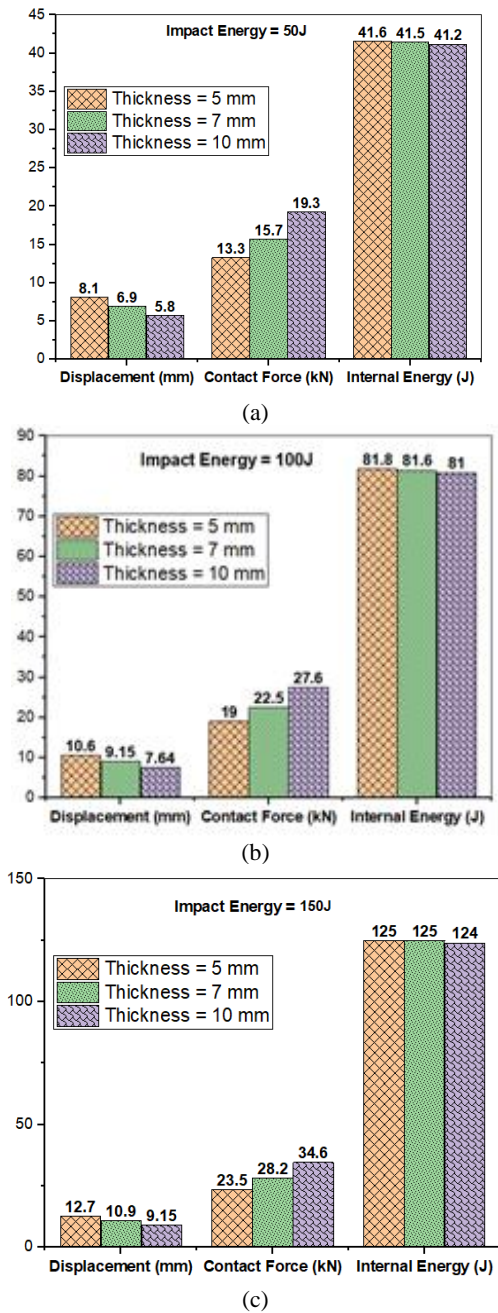 45
40
35
30
25
20
15
10
5
0
Impact Energy = 50J
Thickness = 5 mm
Thickness = 7 mm
Thickness = 10 mm
8.1 6.9 5.8
13.3 15.7 19.3
41.6 41.5 41.2
Displacement (mm) Contact Force (kN) Internal Energy (J)
(a)
90
80
70
60
50
40
30
20
10
0
Impact Energy = 100J
Thickness = 5 mm
Thickness = 7 mm
Thickness = 10 mm
10.6 9.15 7.64
19 22.5 27.6
81.8 81.6 81
Displacement (mm) Contact Force (kN) Internal Energy (J)
(b)
150
100
50
0
Impact Energy = 150J
Thickness = 5 mm
Thickness = 7 mm
Thickness = 10 mm
12.7 10.9 9.15
23.5 28.2 34.6
125 125 124
Displacement (mm) Contact Force (kN) Internal Energy (J)
(c)